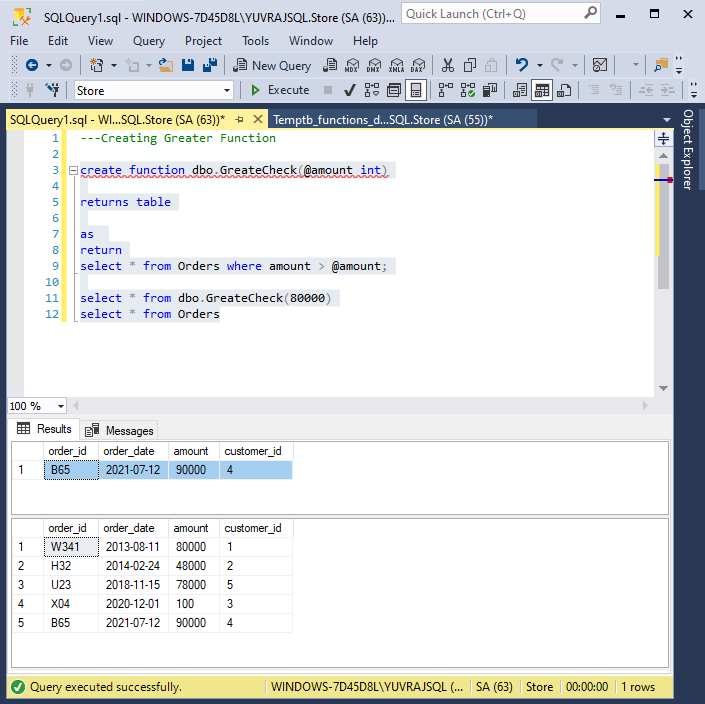 SQLQuery1.sql - WINDOWS-7D45D8L\YUVRAJSQL.Store (SA (63))...
Quick Launch (Ctrl+Q)
File Edit View Query Project Tools Window Help
New Query MDX DMX XMLA DAX
Store Execute
SQLQuery1.sql - WI...SQL.Store (SA (63))* Temptb_functions_d...SQL.Store (SA (55))*
Object Explorer
1 ---Creating Greater Function
2
3 create function dbo.GreateCheck(@amount int)
4
5 returns table
6
7 as
8 return
9 select * from Orders where amount > @amount;
10
11 select * from dbo.GreateCheck(80000)
12 select * from Orders
100 %
Results Messages
order_id order_date amount customer_id
1 B65 2021-07-12 90000 4
order_id order_date amount customer_id
1 W341 2013-08-11 80000 1
2 H32 2014-02-24 48000 2
3 U23 2018-11-15 78000 5
4 X04 2020-12-01 100 3
5 B65 2021-07-12 90000 4
Query executed successfully. WINDOWS-7D45D8L\YUVRAJSQL (... SA (63) Store 00:00:00 1 rows